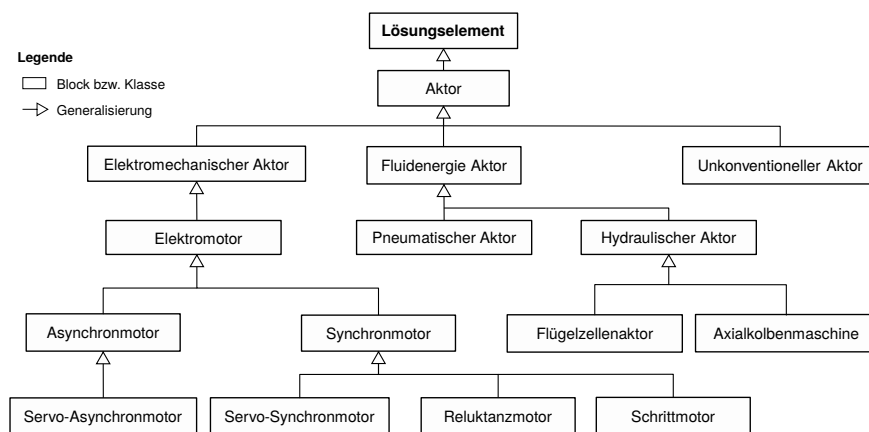 Lösungselement
Legende
Block bzw. Klasse
Generalisierung
Aktor
Elektromechanischer Aktor
Fluidenergie Aktor
Unkonventioneller Aktor
Elektromotor
Pneumatischer Aktor
Hydraulischer Aktor
Asynchronmotor
Synchronmotor
Flügelzellenaktor
Axialkolbenmaschine
Servo-Asynchronmotor
Servo-Synchronmotor
Reluktanzmotor
Schrittmotor